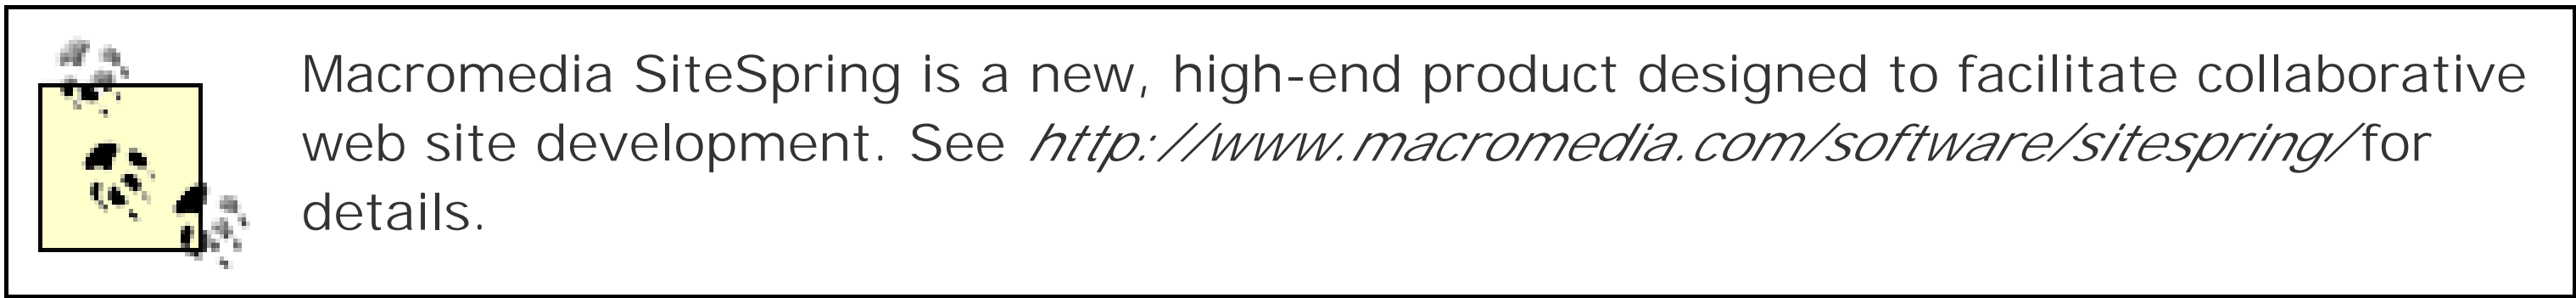 Macromedia SiteSpring is a new, high-end product designed to facilitate collaborative
web site development. See http://www.macromedia.com/software/sitespring/for
details.